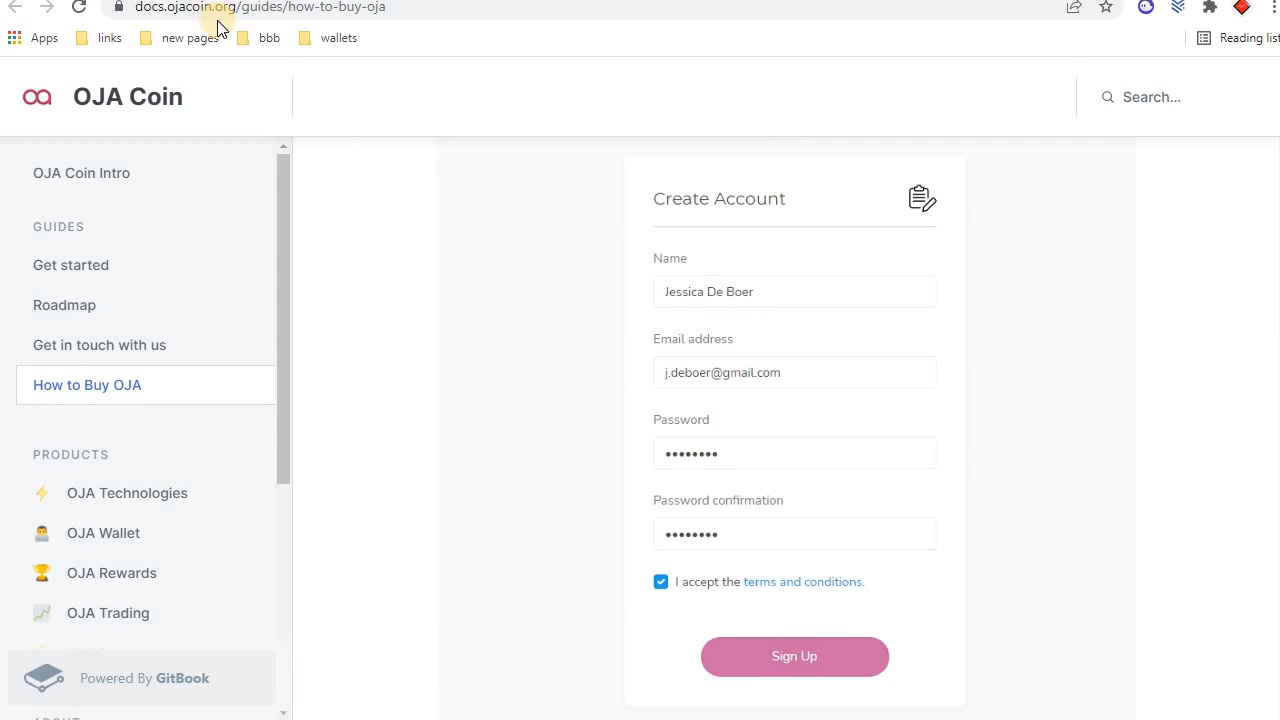 docs.ojacoin.org/guides/how-to-buy-oja
Apps links new pages bbb wallets Reading list
OJA Coin
Search...
OJA Coin Intro
GUIDES
Get started
Roadmap
Get in touch with us
How to Buy OJA
PRODUCTS
OJA Technologies
OJA Wallet
OJA Rewards
OJA Trading
Powered By GitBook
ABOUT
Create Account
Name
Jessica De Boer
Email address
j.deboer@gmail.com
Password
••••••••
Password confirmation
••••••••
I accept the terms and conditions.
Sign Up